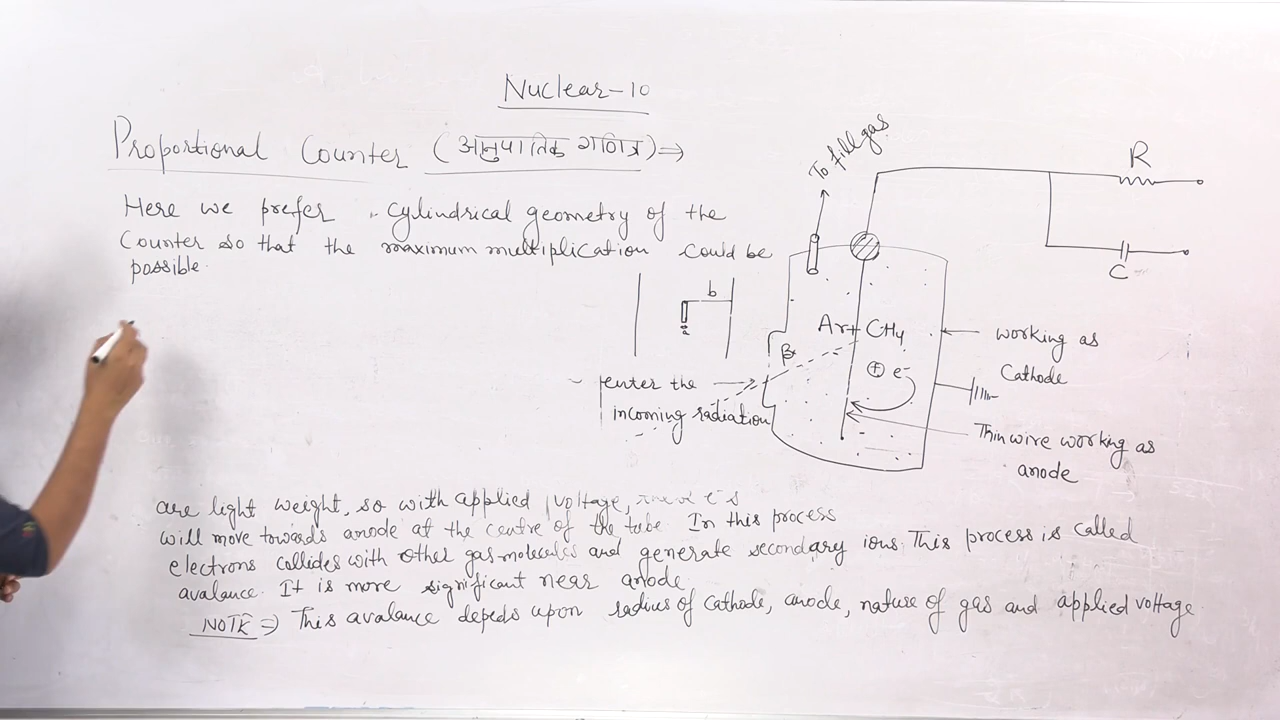 Nuclear-10
Proportional Counter (आनुपातिक गणित्र) ⇒
Here we prefer cylindrical geometry of the
Counter so that the maximum multiplication could be
possible.
To fill gas
R
C
b
a
Ar+ CH4
β
+ e-
working as
Cathode
enter the
incoming radiation
Thin wire working as
anode
are light weight, so with applied voltage, e's
will move towards anode at the centre of the tube. In this process
electrons collides with other gas molecules and generate secondary ions. This process is called
avalance. It is more significant near anode.
NOTE ⇒ This avalance depeds upon radius of cathode, anode, nature of gas and applied voltage.